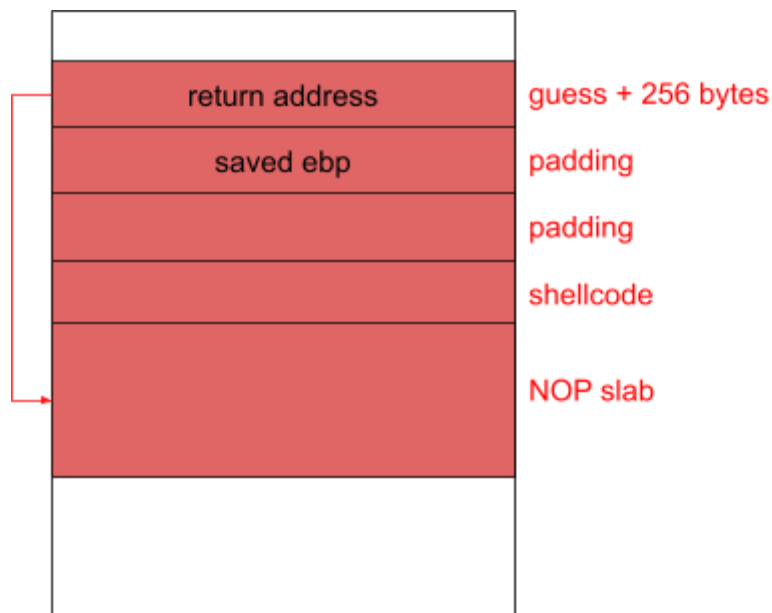 return address
guess + 256 bytes
saved ebp
padding
padding
shellcode
NOP slab